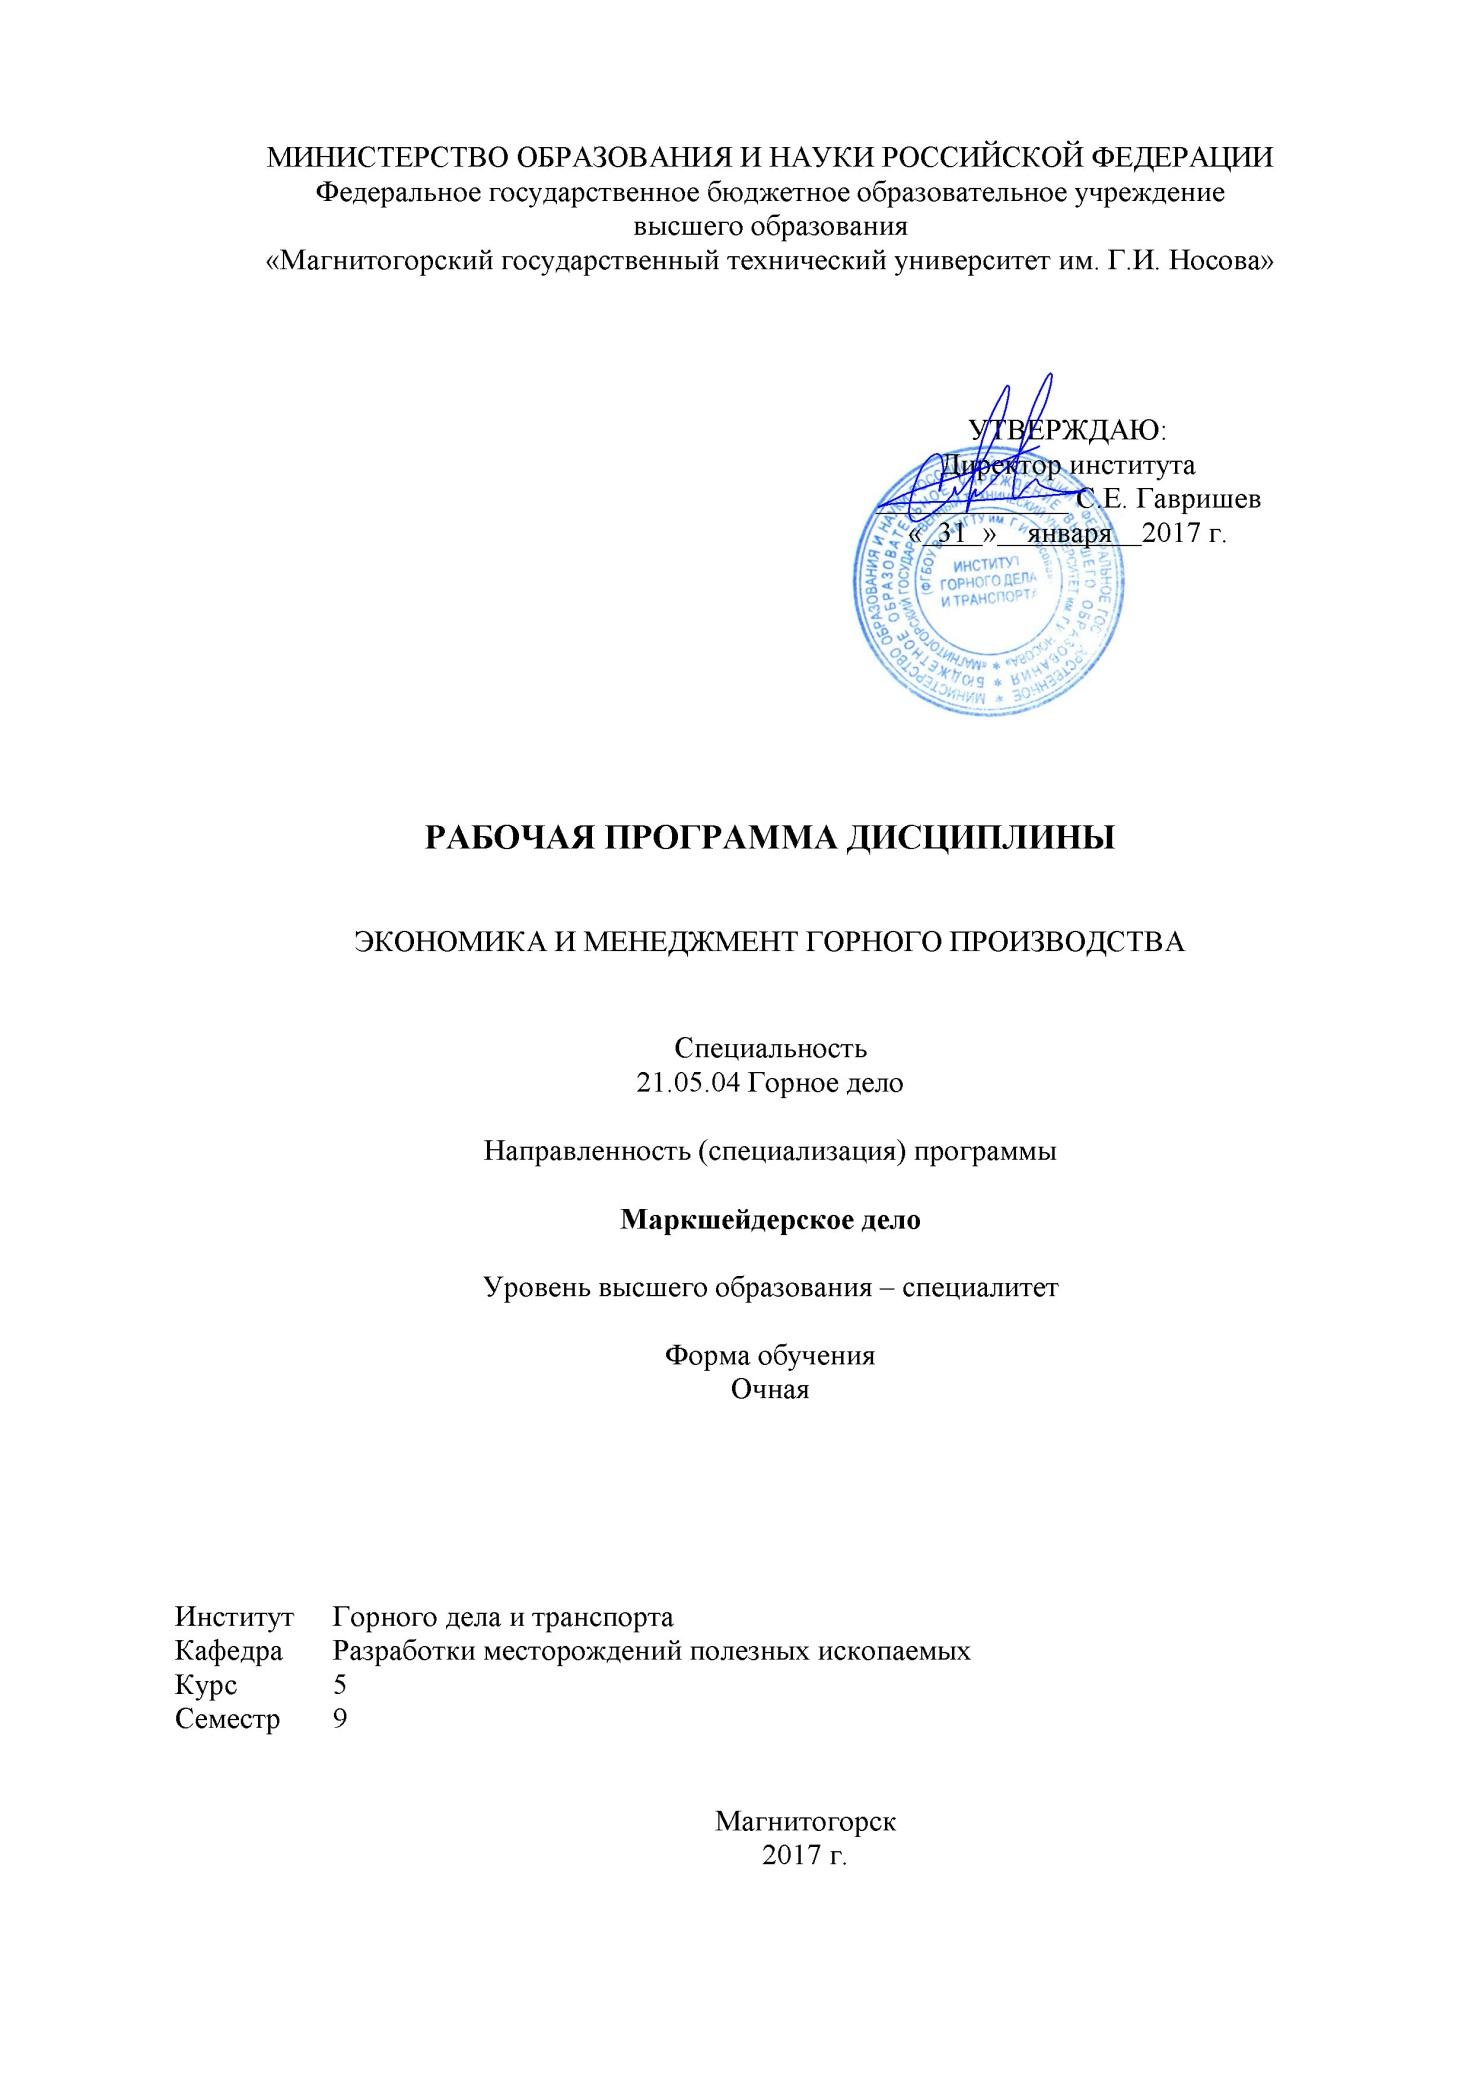 МИНИСТЕРСТВО ОБРАЗОВАНИЯ И НАУКИ РОССИЙСКОЙ ФЕДЕРАЦИИ
Федеральное государственное бюджетное образовательное учреждение
высшего образования
«Магнитогорский государственный технический университет им. Г.И. Носова»
УТВЕРЖДАЮ:
Директор института
С.Е. Гавришев
«__31__»__января__2017 г.
ИНСТИТУТ
ГОРНОГО ДЕЛА
И ТРАНСПОРТА
РАБОЧАЯ ПРОГРАММА ДИСЦИПЛИНЫ
ЭКОНОМИКА И МЕНЕДЖМЕНТ ГОРНОГО ПРОИЗВОДСТВА
Специальность
21.05.04 Горное дело
Направленность (специализация) программы
Маркшейдерское дело
Уровень высшего образования – специалитет
Форма обучения
Очная
Институт Горного дела и транспорта
Кафедра Разработки месторождений полезных ископаемых
Курс 5
Семестр 9
Магнитогорск
2017 г.